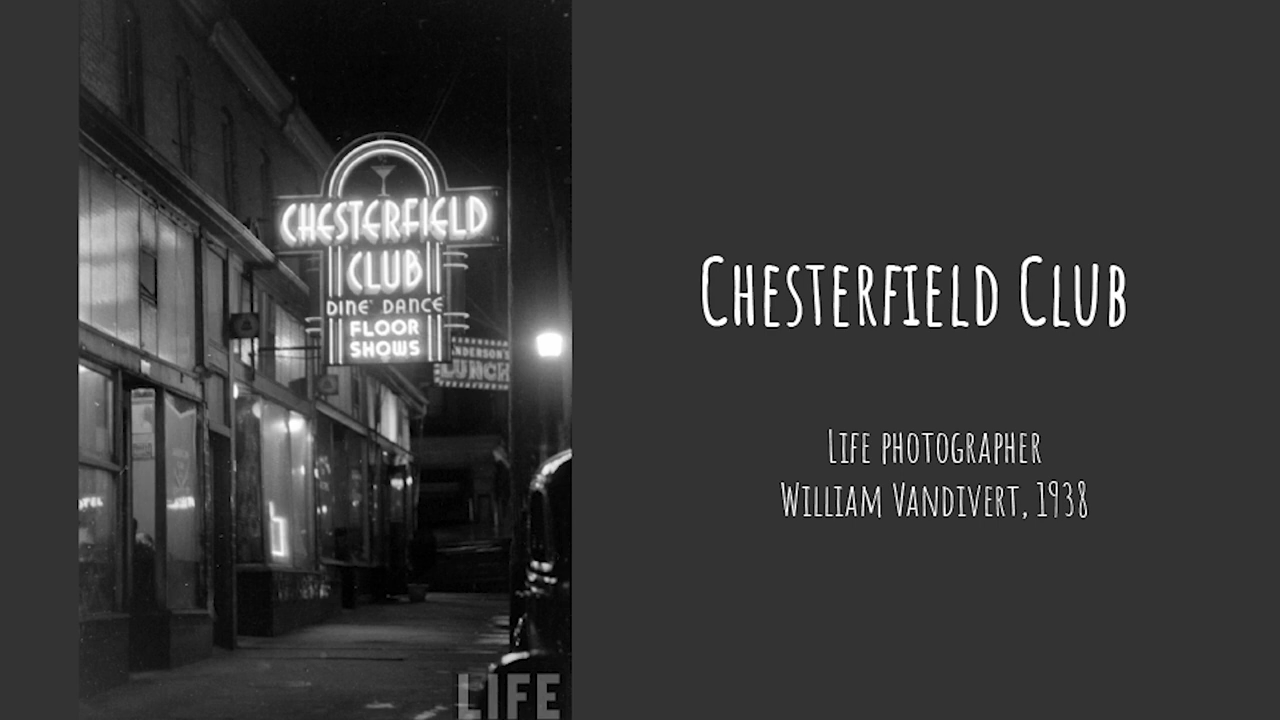 CHESTERFIELD
CLUB
DINE DANCE
FLOOR
SHOWS
LUNCH
LIFE
CHESTERFIELD CLUB
LIFE PHOTOGRAPHER
WILLIAM VANDIVERT, 1938